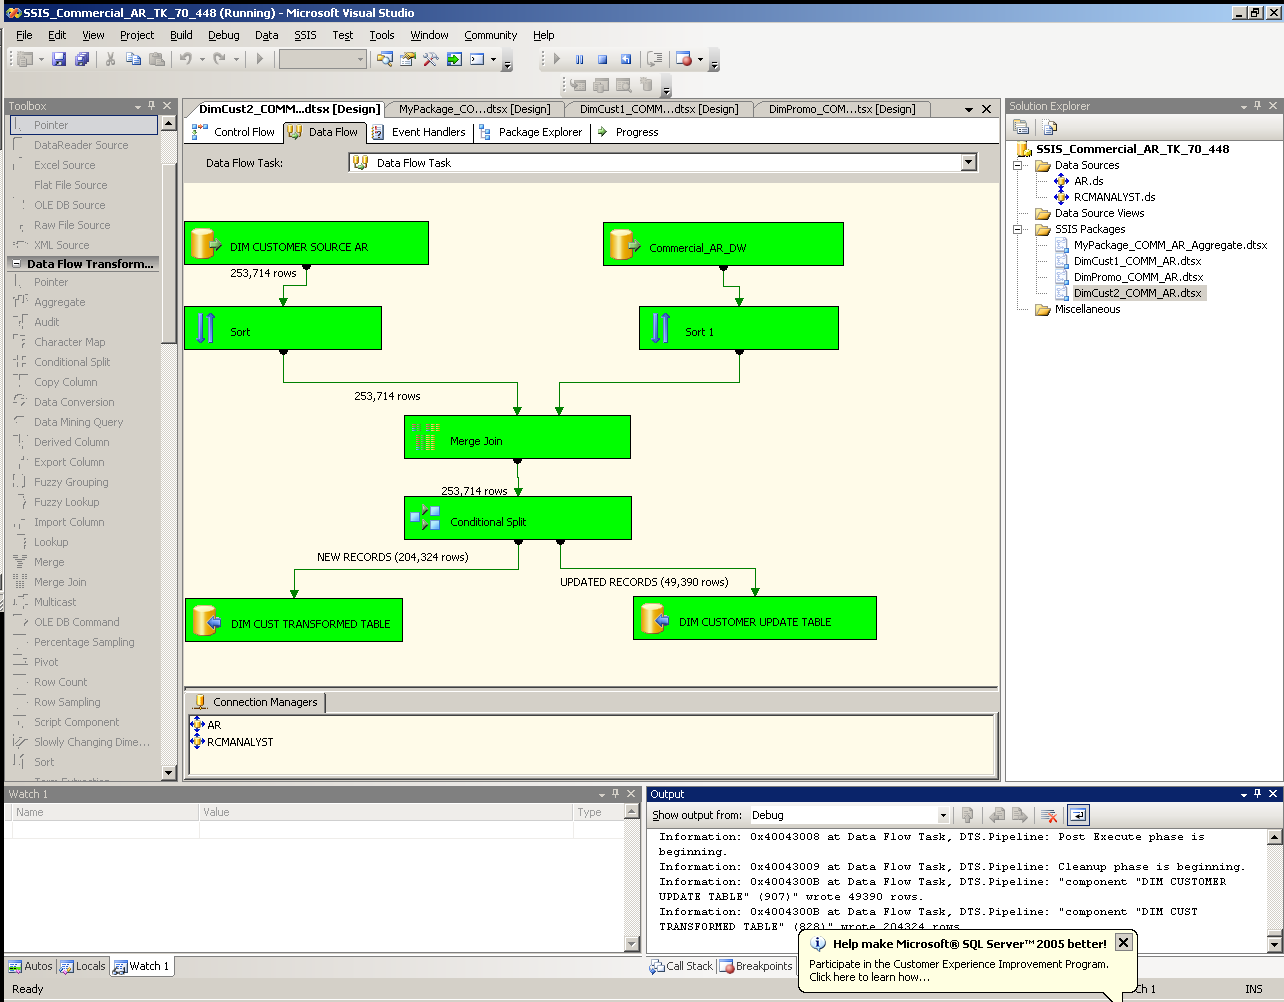 SSIS_Commercial_AR_TK_70_448 (Running) - Microsoft Visual Studio
File Edit View Project Build Debug Data SSIS Test Tools Window Community Help
Toolbox
Pointer
DataReader Source
Excel Source
Flat File Source
OLE DB Source
Raw File Source
XML Source
Data Flow Transform...
Pointer
Aggregate
Audit
Character Map
Conditional Split
Copy Column
Data Conversion
Data Mining Query
Derived Column
Export Column
Fuzzy Grouping
Fuzzy Lookup
Import Column
Lookup
Merge
Merge Join
Multicast
OLE DB Command
Percentage Sampling
Pivot
Row Count
Row Sampling
Script Component
Slowly Changing Dime...
Sort
DimCust2_COMM...dtsx [Design] MyPackage_CO...dtsx [Design] DimCust1_COMM...dtsx [Design] DimPromo_COM...tsx [Design]
Control Flow Data Flow Event Handlers Package Explorer Progress
Data Flow Task: Data Flow Task
DIM CUSTOMER SOURCE AR
Commercial_AR_DW
253,714 rows
Sort
Sort 1
253,714 rows
Merge Join
253,714 rows
Conditional Split
NEW RECORDS (204,324 rows)
UPDATED RECORDS (49,390 rows)
DIM CUST TRANSFORMED TABLE
DIM CUSTOMER UPDATE TABLE
Connection Managers
AR
RCMANALYST
Solution Explorer
SSIS_Commercial_AR_TK_70_448
Data Sources
AR.ds
RCMANALYST.ds
Data Source Views
SSIS Packages
MyPackage_COMM_AR_Aggregate.dtsx
DimCust1_COMM_AR.dtsx
DimPromo_COMM_AR.dtsx
DimCust2_COMM_AR.dtsx
Miscellaneous
Watch 1
Name Value Type
Output
Show output from: Debug
Information: 0x40043008 at Data Flow Task, DTS.Pipeline: Post Execute phase is
beginning.
Information: 0x40043009 at Data Flow Task, DTS.Pipeline: Cleanup phase is beginning.
Information: 0x4004300B at Data Flow Task, DTS.Pipeline: "component "DIM CUSTOMER
UPDATE TABLE" (907)" wrote 49390 rows.
Information: 0x4004300B at Data Flow Task, DTS.Pipeline: "component "DIM CUST
TRANSFORMED TABLE" (828)" wrote 204324 rows
Help make Microsoft® SQL Server™ 2005 better!
Participate in the Customer Experience Improvement Program.
Click here to learn how...
Autos Locals Watch 1
Call Stack Breakpoints
Ready
Ch 1 INS